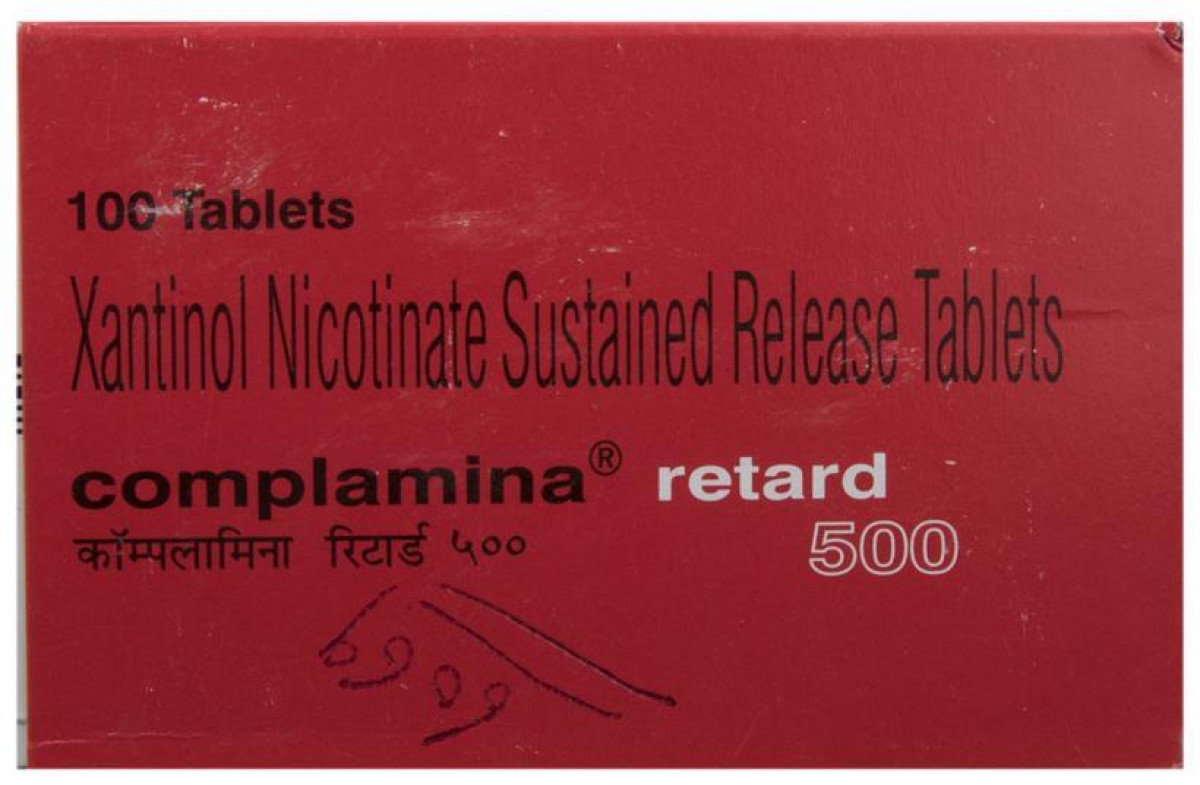 100 Tablets
Xantinol Nicotinate Sustained Release Tablets
complamina® retard
500
कॉम्पलामिना रिटार्ड ५००